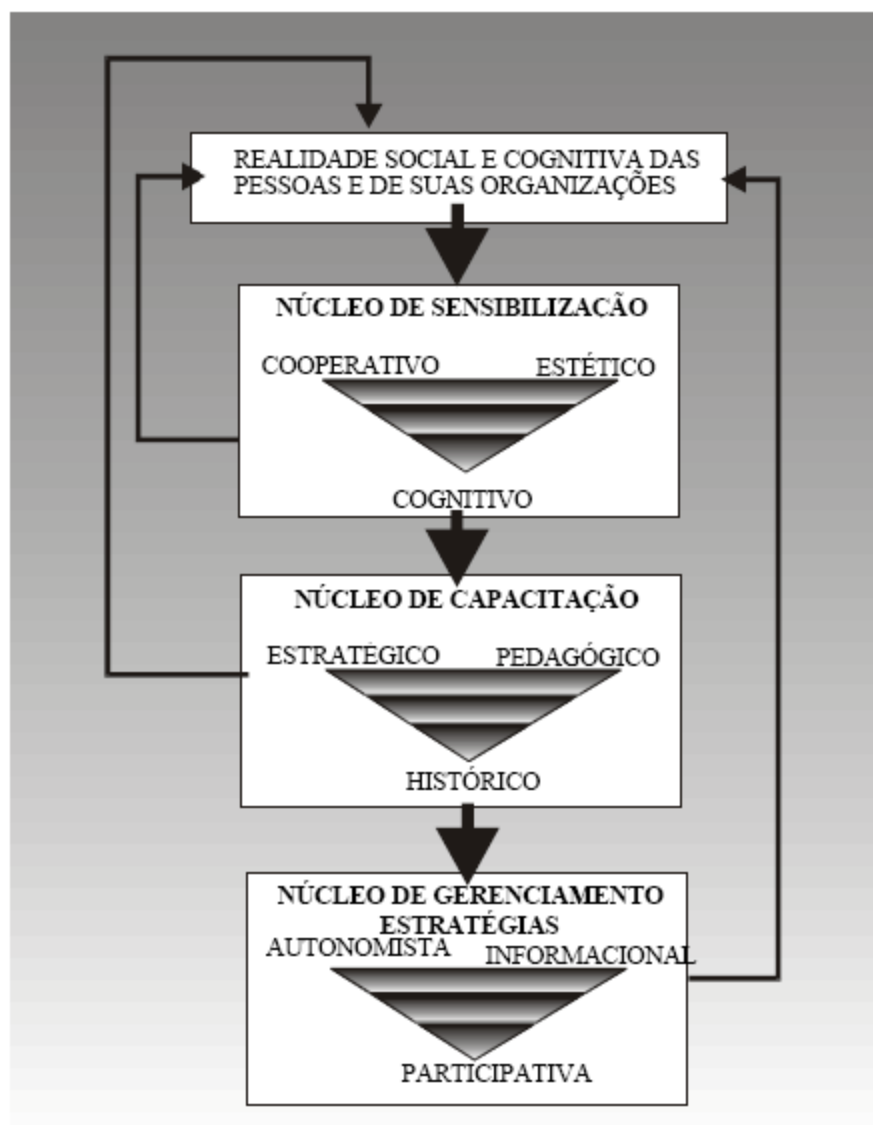 REALIDADE SOCIAL E COGNITIVA DAS
PESSOAS E DE SUAS ORGANIZAÇÕES
NÚCLEO DE SENSIBILIZAÇÃO
COOPERATIVO ESTÉTICO
COGNITIVO
NÚCLEO DE CAPACITAÇÃO
ESTRATÉGICO PEDAGÓGICO
HISTÓRICO
NÚCLEO DE GERENCIAMENTO
ESTRATÉGIAS
AUTONOMISTA INFORMACIONAL
PARTICIPATIVA